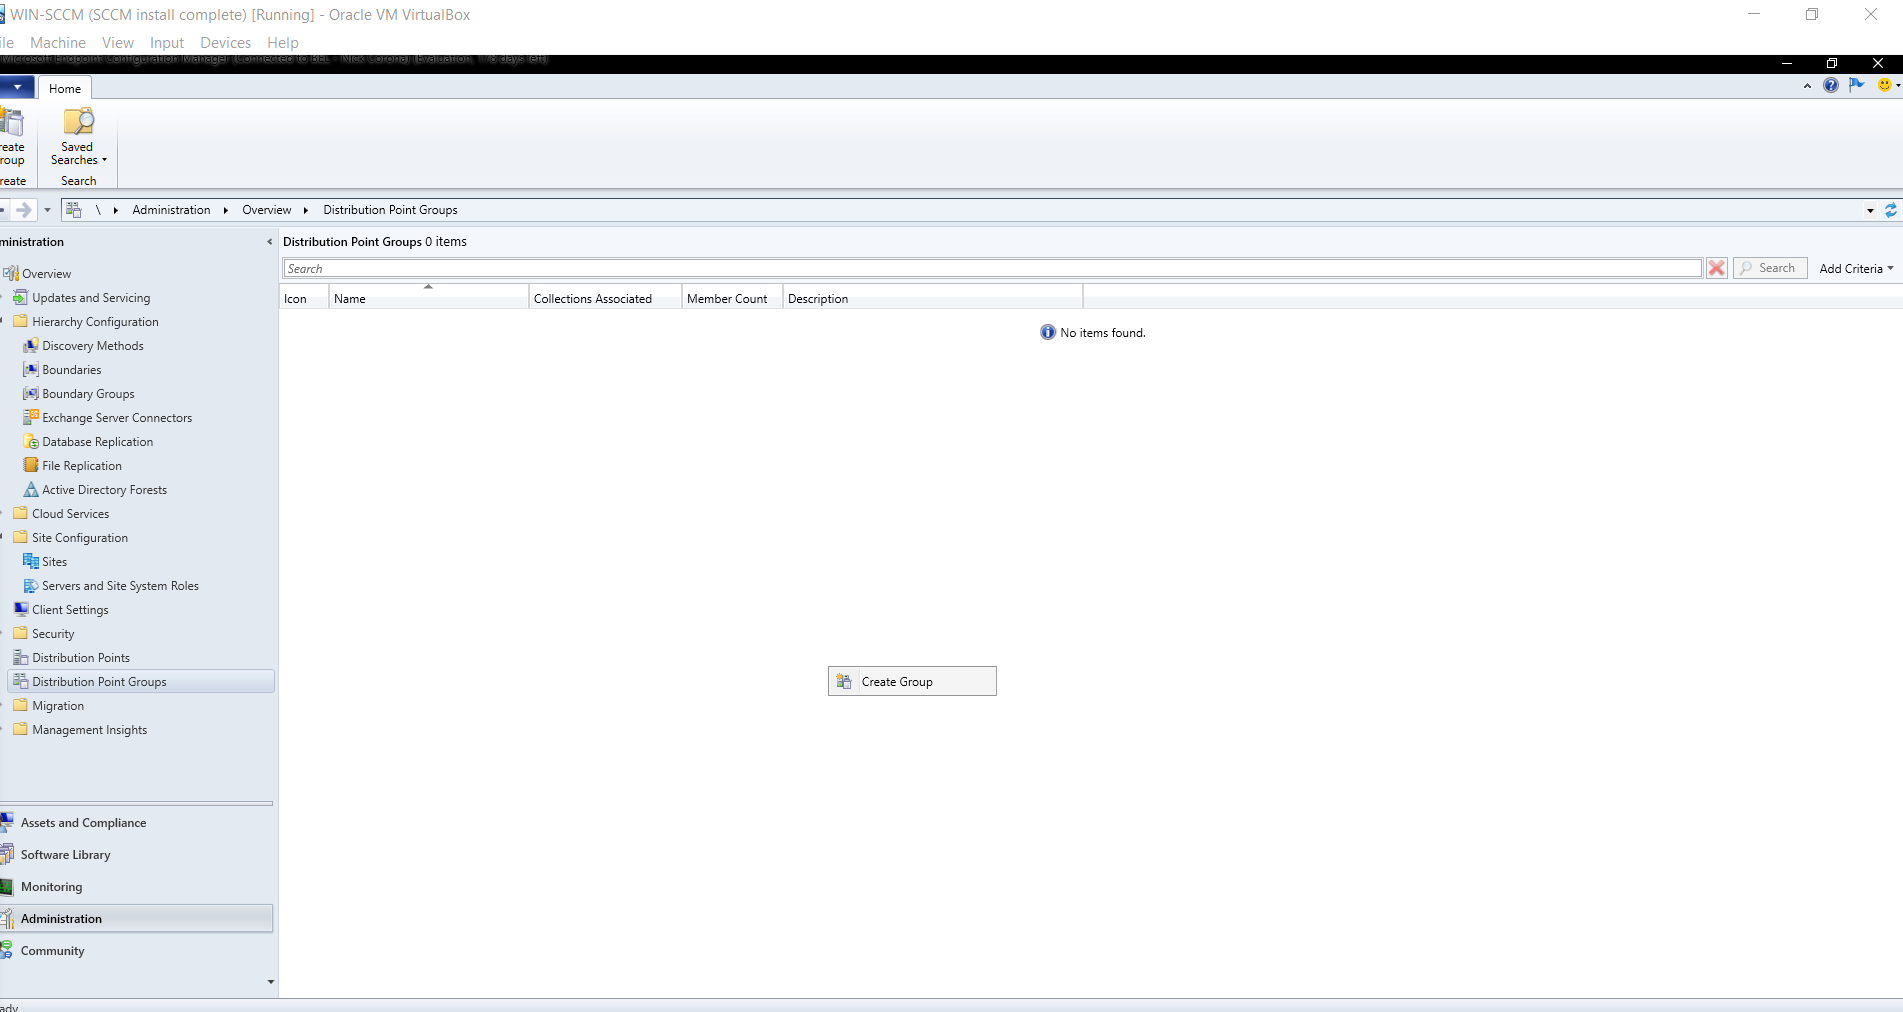 WIN-SCCM (SCCM install complete) [Running] - Oracle VM VirtualBox
ile Machine View Input Devices Help
Microsoft Endpoint Configuration Manager (Connected to BEL - Nick Corona) (Evaluation, 178 days left)
Home
reate
roup
Saved
Searches
reate
Search
\ Administration Overview Distribution Point Groups
ministration
Distribution Point Groups 0 items
Overview
Search
Search
Add Criteria
Updates and Servicing
Icon Name Collections Associated Member Count Description
Hierarchy Configuration
No items found.
Discovery Methods
Boundaries
Boundary Groups
Exchange Server Connectors
Database Replication
File Replication
Active Directory Forests
Cloud Services
Site Configuration
Sites
Servers and Site System Roles
Client Settings
Security
Distribution Points
Distribution Point Groups
Create Group
Migration
Management Insights
Assets and Compliance
Software Library
Monitoring
Administration
Community
ady